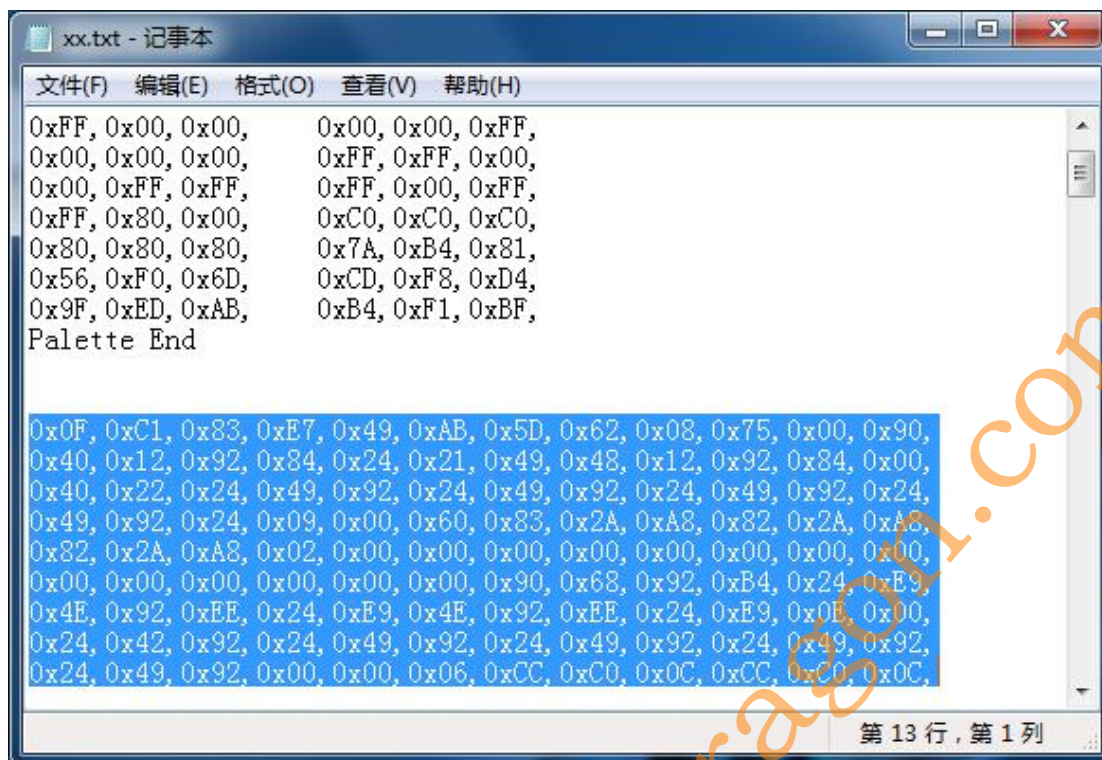 xx.txt - 记事本
文件(F) 编辑(E) 格式(O) 查看(V) 帮助(H)
0xFF, 0x00, 0x00, 0x00, 0x00, 0xFF,
0x00, 0x00, 0x00, 0xFF, 0xFF, 0x00,
0x00, 0xFF, 0xFF, 0xFF, 0x00, 0xFF,
0xFF, 0x80, 0x00, 0xC0, 0xC0, 0xC0,
0x80, 0x80, 0x80, 0x7A, 0xB4, 0x81,
0x56, 0xF0, 0x6D, 0xCD, 0xF8, 0xD4,
0x9F, 0xED, 0xAB, 0xB4, 0xF1, 0xBF,
Palette End
0x0F, 0xC1, 0x83, 0xE7, 0x49, 0xAB, 0x5D, 0x62, 0x08, 0x75, 0x00, 0x90,
0x40, 0x12, 0x92, 0x84, 0x24, 0x21, 0x49, 0x48, 0x12, 0x92, 0x84, 0x00,
0x40, 0x22, 0x24, 0x49, 0x92, 0x24, 0x49, 0x92, 0x24, 0x49, 0x92, 0x24,
0x49, 0x92, 0x24, 0x09, 0x00, 0x60, 0x83, 0x2A, 0xA8, 0x82, 0x2A, 0xA8,
0x82, 0x2A, 0xA8, 0x02, 0x00, 0x00, 0x00, 0x00, 0x00, 0x00, 0x00, 0x00,
0x00, 0x00, 0x00, 0x00, 0x00, 0x00, 0x90, 0x68, 0x92, 0xB4, 0x24, 0xE9,
0x4E, 0x92, 0xEE, 0x24, 0xE9, 0x4E, 0x92, 0xEE, 0x24, 0xE9, 0x0E, 0x00,
0x24, 0x42, 0x92, 0x24, 0x49, 0x92, 0x24, 0x49, 0x92, 0x24, 0x49, 0x92,
0x24, 0x49, 0x92, 0x00, 0x00, 0x06, 0xCC, 0xC0, 0x0C, 0xCC, 0xC0, 0x0C,
第 13 行，第 1 列
ragon.co